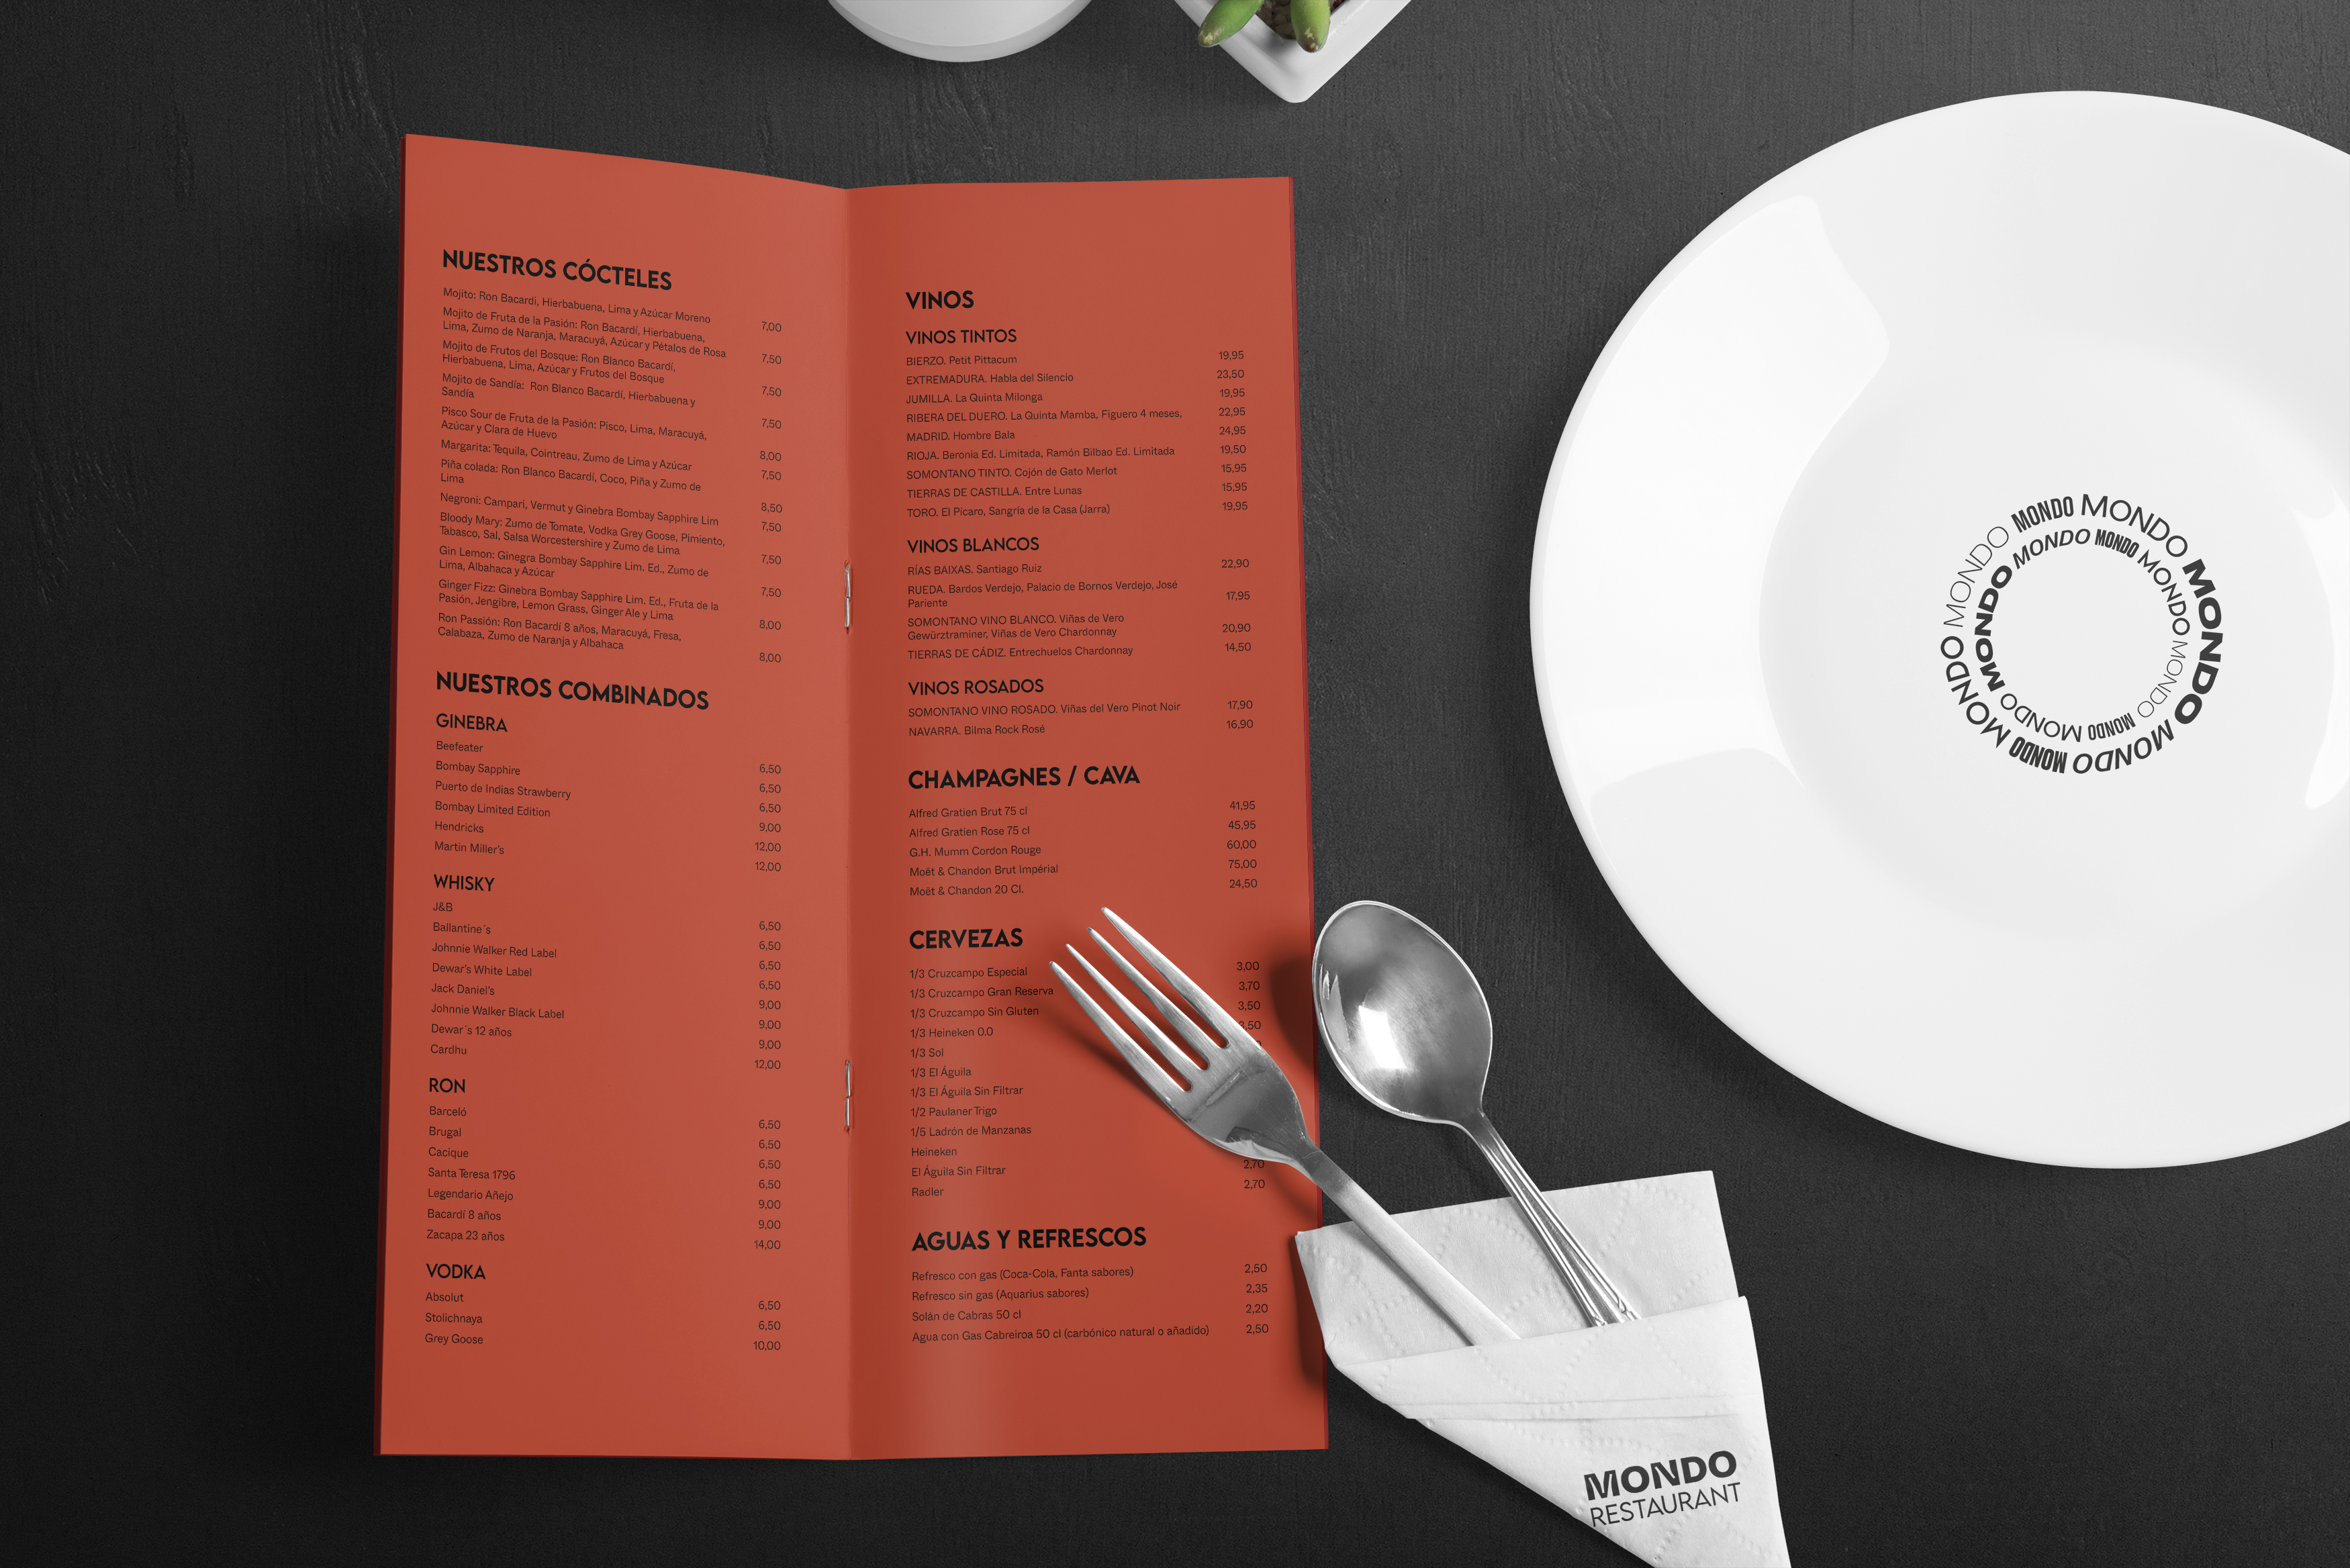 NUESTROS CÓCTELES
Mojito: Ron Bacardi, Hierbabuena, Lima y Azúcar Moreno
7,00
Mojito de Fruta de la Pasión: Ron Bacardí, Hierbabuena,
Lima, Zumo de Naranja, Maracuyá, Azúcar y Pétalos de Rosa
7,50
Mojito de Frutos del Bosque: Ron Blanco Bacardí,
Hierbabuena, Lima, Azúcar y Frutos del Bosque
7,50
Mojito de Sandía: Ron Blanco Bacardí, Hierbabuena y
Sandía
7,50
Pisco Sour de Fruta de la Pasión: Pisco, Lima, Maracuyá,
Azúcar y Clara de Huevo
8,00
Margarita: Tequila, Cointreau, Zumo de Lima y Azúcar
7,50
Piña colada: Ron Blanco Bacardí, Coco, Piña y Zumo de
Lima
8,50
Negroni: Campari, Vermut y Ginebra Bombay Sapphire Lim
7,50
Bloody Mary: Zumo de Tomate, Vodka Grey Goose, Pimiento,
Tabasco, Sal, Salsa Worcestershire y Zumo de Lima
7,50
Gin Lemon: Ginegra Bombay Sapphire Lim. Ed., Zumo de
Lima, Albahaca y Azúcar
7,50
Ginger Fizz: Ginebra Bombay Sapphire Lim. Ed., Fruta de la
Pasión, Jengibre, Lemon Grass, Ginger Ale y Lima
8,00
Ron Passión: Ron Bacardí 8 años, Maracuyá, Fresa,
Calabaza, Zumo de Naranja y Albahaca
8,00
NUESTROS COMBINADOS
GINEBRA
Beefeater 6,50
Bombay Sapphire 6,50
Puerto de Indias Strawberry 6,50
Bombay Limited Edition 9,00
Hendricks 12,00
Martin Miller's 12,00
WHISKY
J&B 6,50
Ballantine´s 6,50
Johnnie Walker Red Label 6,50
Dewar's White Label 6,50
Jack Daniel's 9,00
Johnnie Walker Black Label 9,00
Dewar´s 12 años 9,00
Cardhu 12,00
RON
Barceló 6,50
Brugal 6,50
Cacique 6,50
Santa Teresa 1796 6,50
Legendario Añejo 9,00
Bacardí 8 años 9,00
Zacapa 23 años 14,00
VODKA
Absolut 6,50
Stolichnaya 6,50
Grey Goose 10,00
VINOS
VINOS TINTOS
BIERZO. Petit Pittacum 19,95
EXTREMADURA. Habla del Silencio 23,50
JUMILLA. La Quinta Milonga 19,95
RIBERA DEL DUERO. La Quinta Mamba, Figuero 4 meses. 22,95
MADRID. Hombre Bala 24,95
RIOJA. Beronia Ed. Limitada, Ramón Bilbao Ed. Limitada 19,50
SOMONTANO TINTO. Cojón de Gato Merlot 15,95
TIERRAS DE CASTILLA. Entre Lunas 15,95
TORO. El Pícaro, Sangría de la Casa (Jarra) 19,95
VINOS BLANCOS
RÍAS BAIXAS. Santiago Ruiz 22,90
RUEDA. Bardos Verdejo, Palacio de Bornos Verdejo, José
Pariente 17,95
SOMONTANO VINO BLANCO. Viñas de Vero
Gewürztraminer, Viñas de Vero Chardonnay 20,90
TIERRAS DE CÁDIZ. Entrechuelos Chardonnay 14,50
VINOS ROSADOS
SOMONTANO VINO ROSADO. Viñas del Vero Pinot Noir 17,90
NAVARRA. Bilma Rock Rosé 16,90
CHAMPAGNES / CAVA
Alfred Gratien Brut 75 cl 41,95
Alfred Gratien Rose 75 cl 45,95
G.H. Mumm Cordon Rouge 60,00
Moët & Chandon Brut Impérial 75,00
Moët & Chandon 20 Cl. 24,50
CERVEZAS
1/3 Cruzcampo Especial 3,00
1/3 Cruzcampo Gran Reserva 3,70
1/3 Cruzcampo Sin Gluten 3,50
1/3 Heineken 0.0
1/3 Sol
1/3 El Águila
1/3 El Águila Sin Filtrar
1/2 Paulaner Trigo
1/5 Ladrón de Manzanas
Heineken
El Águila Sin Filtrar 2,70
Radler 2,70
AGUAS Y REFRESCOS
Refresco con gas (Coca-Cola, Fanta sabores) 2,50
Refresco sin gas (Aquarius sabores) 2,35
Solán de Cabras 50 cl 2,20
Agua con Gas Cabreiroa 50 cl (carbónico natural o añadido) 2,50
MONDO MONDO MONDO MONDO MONDO MONDO MONDO MONDO
MONDO MONDO MONDO MONDO MONDO MONDO MONDO MONDO
MONDO
RESTAURANT